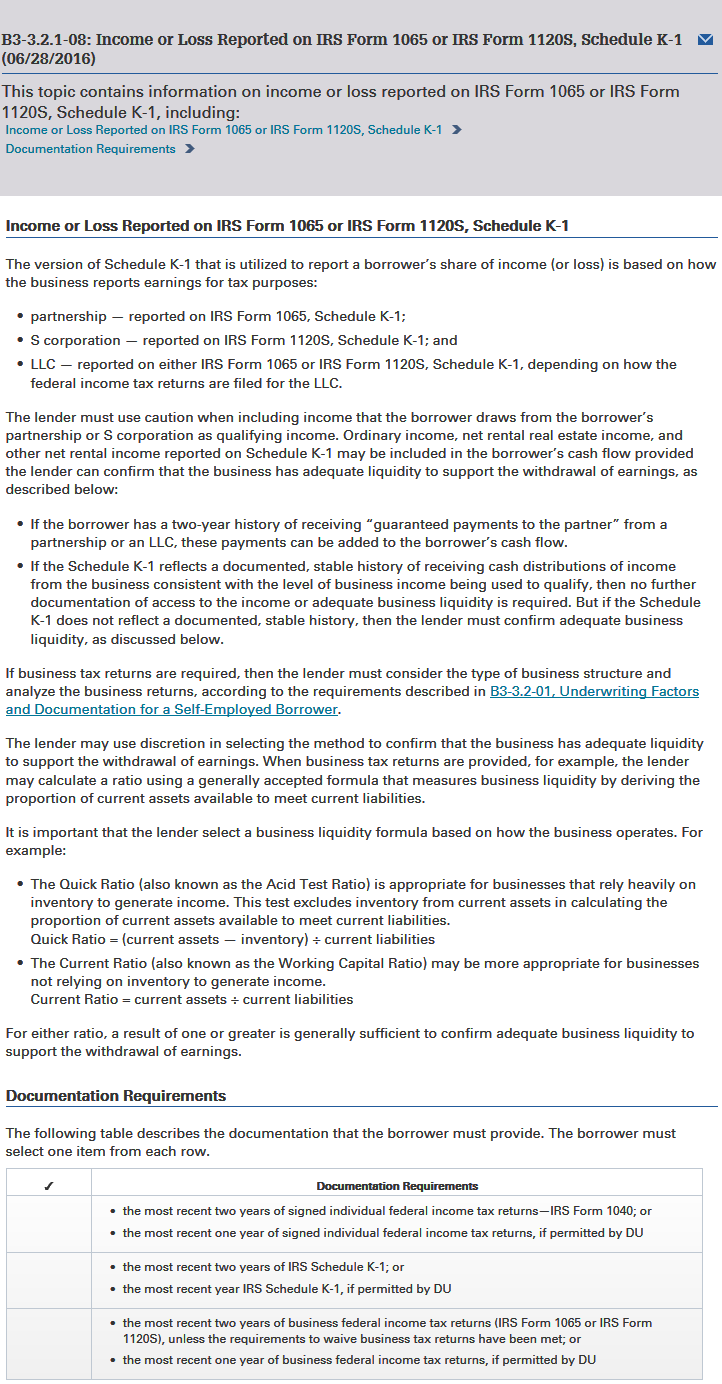 B3-3.2.1-08: Income or Loss Reported on IRS Form 1065 or IRS Form 1120S, Schedule K-1
(06/28/2016)
This topic contains information on income or loss reported on IRS Form 1065 or IRS Form
1120S, Schedule K-1, including:
Income or Loss Reported on IRS Form 1065 or IRS Form 1120S, Schedule K-1
Documentation Requirements
Income or Loss Reported on IRS Form 1065 or IRS Form 1120S, Schedule K-1
The version of Schedule K-1 that is utilized to report a borrower's share of income (or loss) is based on how
the business reports earnings for tax purposes:
• partnership — reported on IRS Form 1065, Schedule K-1;
• S corporation — reported on IRS Form 1120S, Schedule K-1; and
• LLC — reported on either IRS Form 1065 or IRS Form 1120S, Schedule K-1, depending on how the
federal income tax returns are filed for the LLC.
The lender must use caution when including income that the borrower draws from the borrower's
partnership or S corporation as qualifying income. Ordinary income, net rental real estate income, and
other net rental income reported on Schedule K-1 may be included in the borrower's cash flow provided
the lender can confirm that the business has adequate liquidity to support the withdrawal of earnings, as
described below:
• If the borrower has a two-year history of receiving "guaranteed payments to the partner" from a
partnership or an LLC, these payments can be added to the borrower's cash flow.
• If the Schedule K-1 reflects a documented, stable history of receiving cash distributions of income
from the business consistent with the level of business income being used to qualify, then no further
documentation of access to the income or adequate business liquidity is required. But if the Schedule
K-1 does not reflect a documented, stable history, then the lender must confirm adequate business
liquidity, as discussed below.
If business tax returns are required, then the lender must consider the type of business structure and
analyze the business returns, according to the requirements described in B3-3.2-01, Underwriting Factors
and Documentation for a Self-Employed Borrower.
The lender may use discretion in selecting the method to confirm that the business has adequate liquidity
to support the withdrawal of earnings. When business tax returns are provided, for example, the lender
may calculate a ratio using a generally accepted formula that measures business liquidity by deriving the
proportion of current assets available to meet current liabilities.
It is important that the lender select a business liquidity formula based on how the business operates. For
example:
• The Quick Ratio (also known as the Acid Test Ratio) is appropriate for businesses that rely heavily on
inventory to generate income. This test excludes inventory from current assets in calculating the
proportion of current assets available to meet current liabilities.
Quick Ratio = (current assets — inventory) ÷ current liabilities
• The Current Ratio (also known as the Working Capital Ratio) may be more appropriate for businesses
not relying on inventory to generate income.
Current Ratio = current assets ÷ current liabilities
For either ratio, a result of one or greater is generally sufficient to confirm adequate business liquidity to
support the withdrawal of earnings.
Documentation Requirements
The following table describes the documentation that the borrower must provide. The borrower must
select one item from each row.
✓ Documentation Requirements
• the most recent two years of signed individual federal income tax returns—IRS Form 1040; or
• the most recent one year of signed individual federal income tax returns, if permitted by DU
• the most recent two years of IRS Schedule K-1; or
• the most recent year IRS Schedule K-1, if permitted by DU
• the most recent two years of business federal income tax returns (IRS Form 1065 or IRS Form
1120S), unless the requirements to waive business tax returns have been met; or
• the most recent one year of business federal income tax returns, if permitted by DU